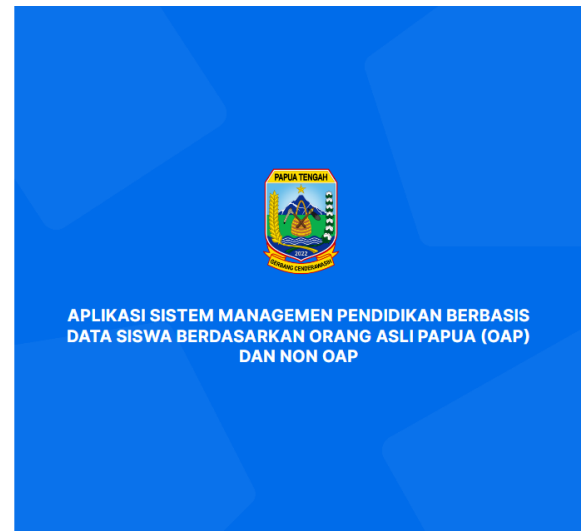 PAPUA TENGAH
2022
GERBANG CENDERAWASIH
APLIKASI SISTEM MANAGEMEN PENDIDIKAN BERBASIS
DATA SISWA BERDASARKAN ORANG ASLI PAPUA (OAP)
DAN NON OAP